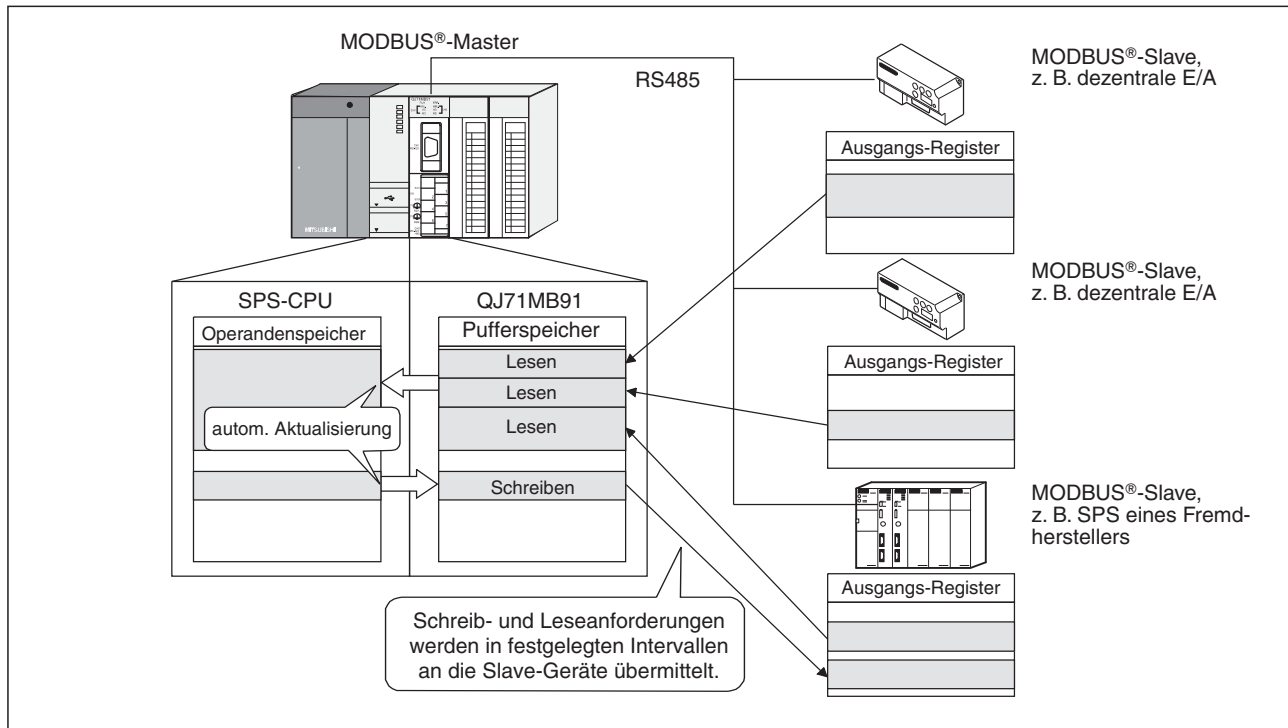 MODBUS®-Master
RS485
MODBUS®-Slave,
z. B. dezentrale E/A
Ausgangs-Register
MITSUBISHI
QJ71MB91
MODBUS®-Slave,
z. B. dezentrale E/A
Ausgangs-Register
SPS-CPU
Operandenspeicher
autom. Aktualisierung
QJ71MB91
Pufferspeicher
Lesen
Lesen
Lesen
Schreiben
MODBUS®-Slave,
z. B. SPS eines Fremd-
herstellers
Ausgangs-Register
Schreib- und Leseanforderungen
werden in festgelegten Intervallen
an die Slave-Geräte übermittelt.